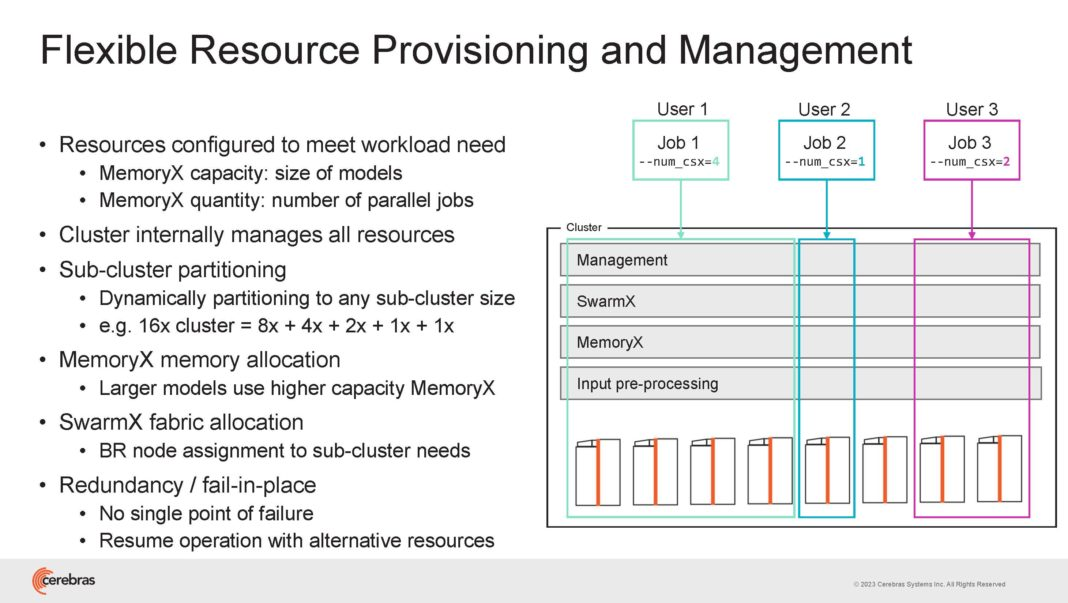 Flexible Resource Provisioning and Management
• Resources configured to meet workload need
• MemoryX capacity: size of models
• MemoryX quantity: number of parallel jobs
• Cluster internally manages all resources
• Sub-cluster partitioning
• Dynamically partitioning to any sub-cluster size
• e.g. 16x cluster = 8x + 4x + 2x + 1x + 1x
• MemoryX memory allocation
• Larger models use higher capacity MemoryX
• SwarmX fabric allocation
• BR node assignment to sub-cluster needs
• Redundancy / fail-in-place
• No single point of failure
• Resume operation with alternative resources
User 1
Job 1
--num_csx=4
User 2
Job 2
--num_csx=1
User 3
Job 3
--num_csx=2
Cluster
Management
SwarmX
MemoryX
Input pre-processing
cerebras
© 2023 Cerebras Systems Inc. All Rights Reserved